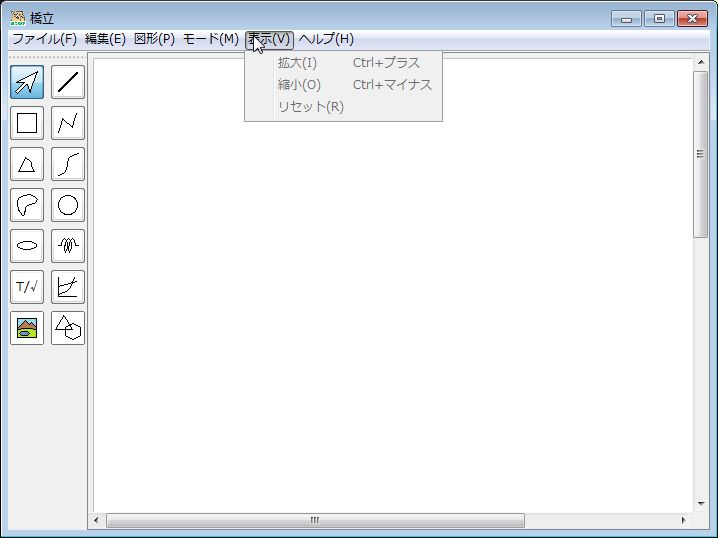 橋立
ファイル(F) 編集(E) 図形(P) モード(M) 表示(V) ヘルプ(H)
拡大(I) Ctrl+プラス
縮小(O) Ctrl+マイナス
リセット(R)
T/√